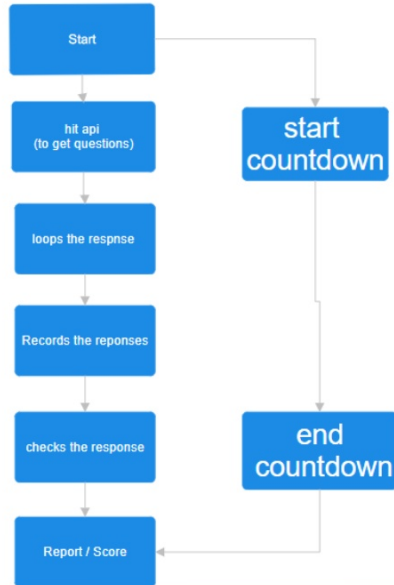 Start
hit api
(to get questions)
start
countdown
loops the respnse
Records the reponses
checks the response
end
countdown
Report / Score